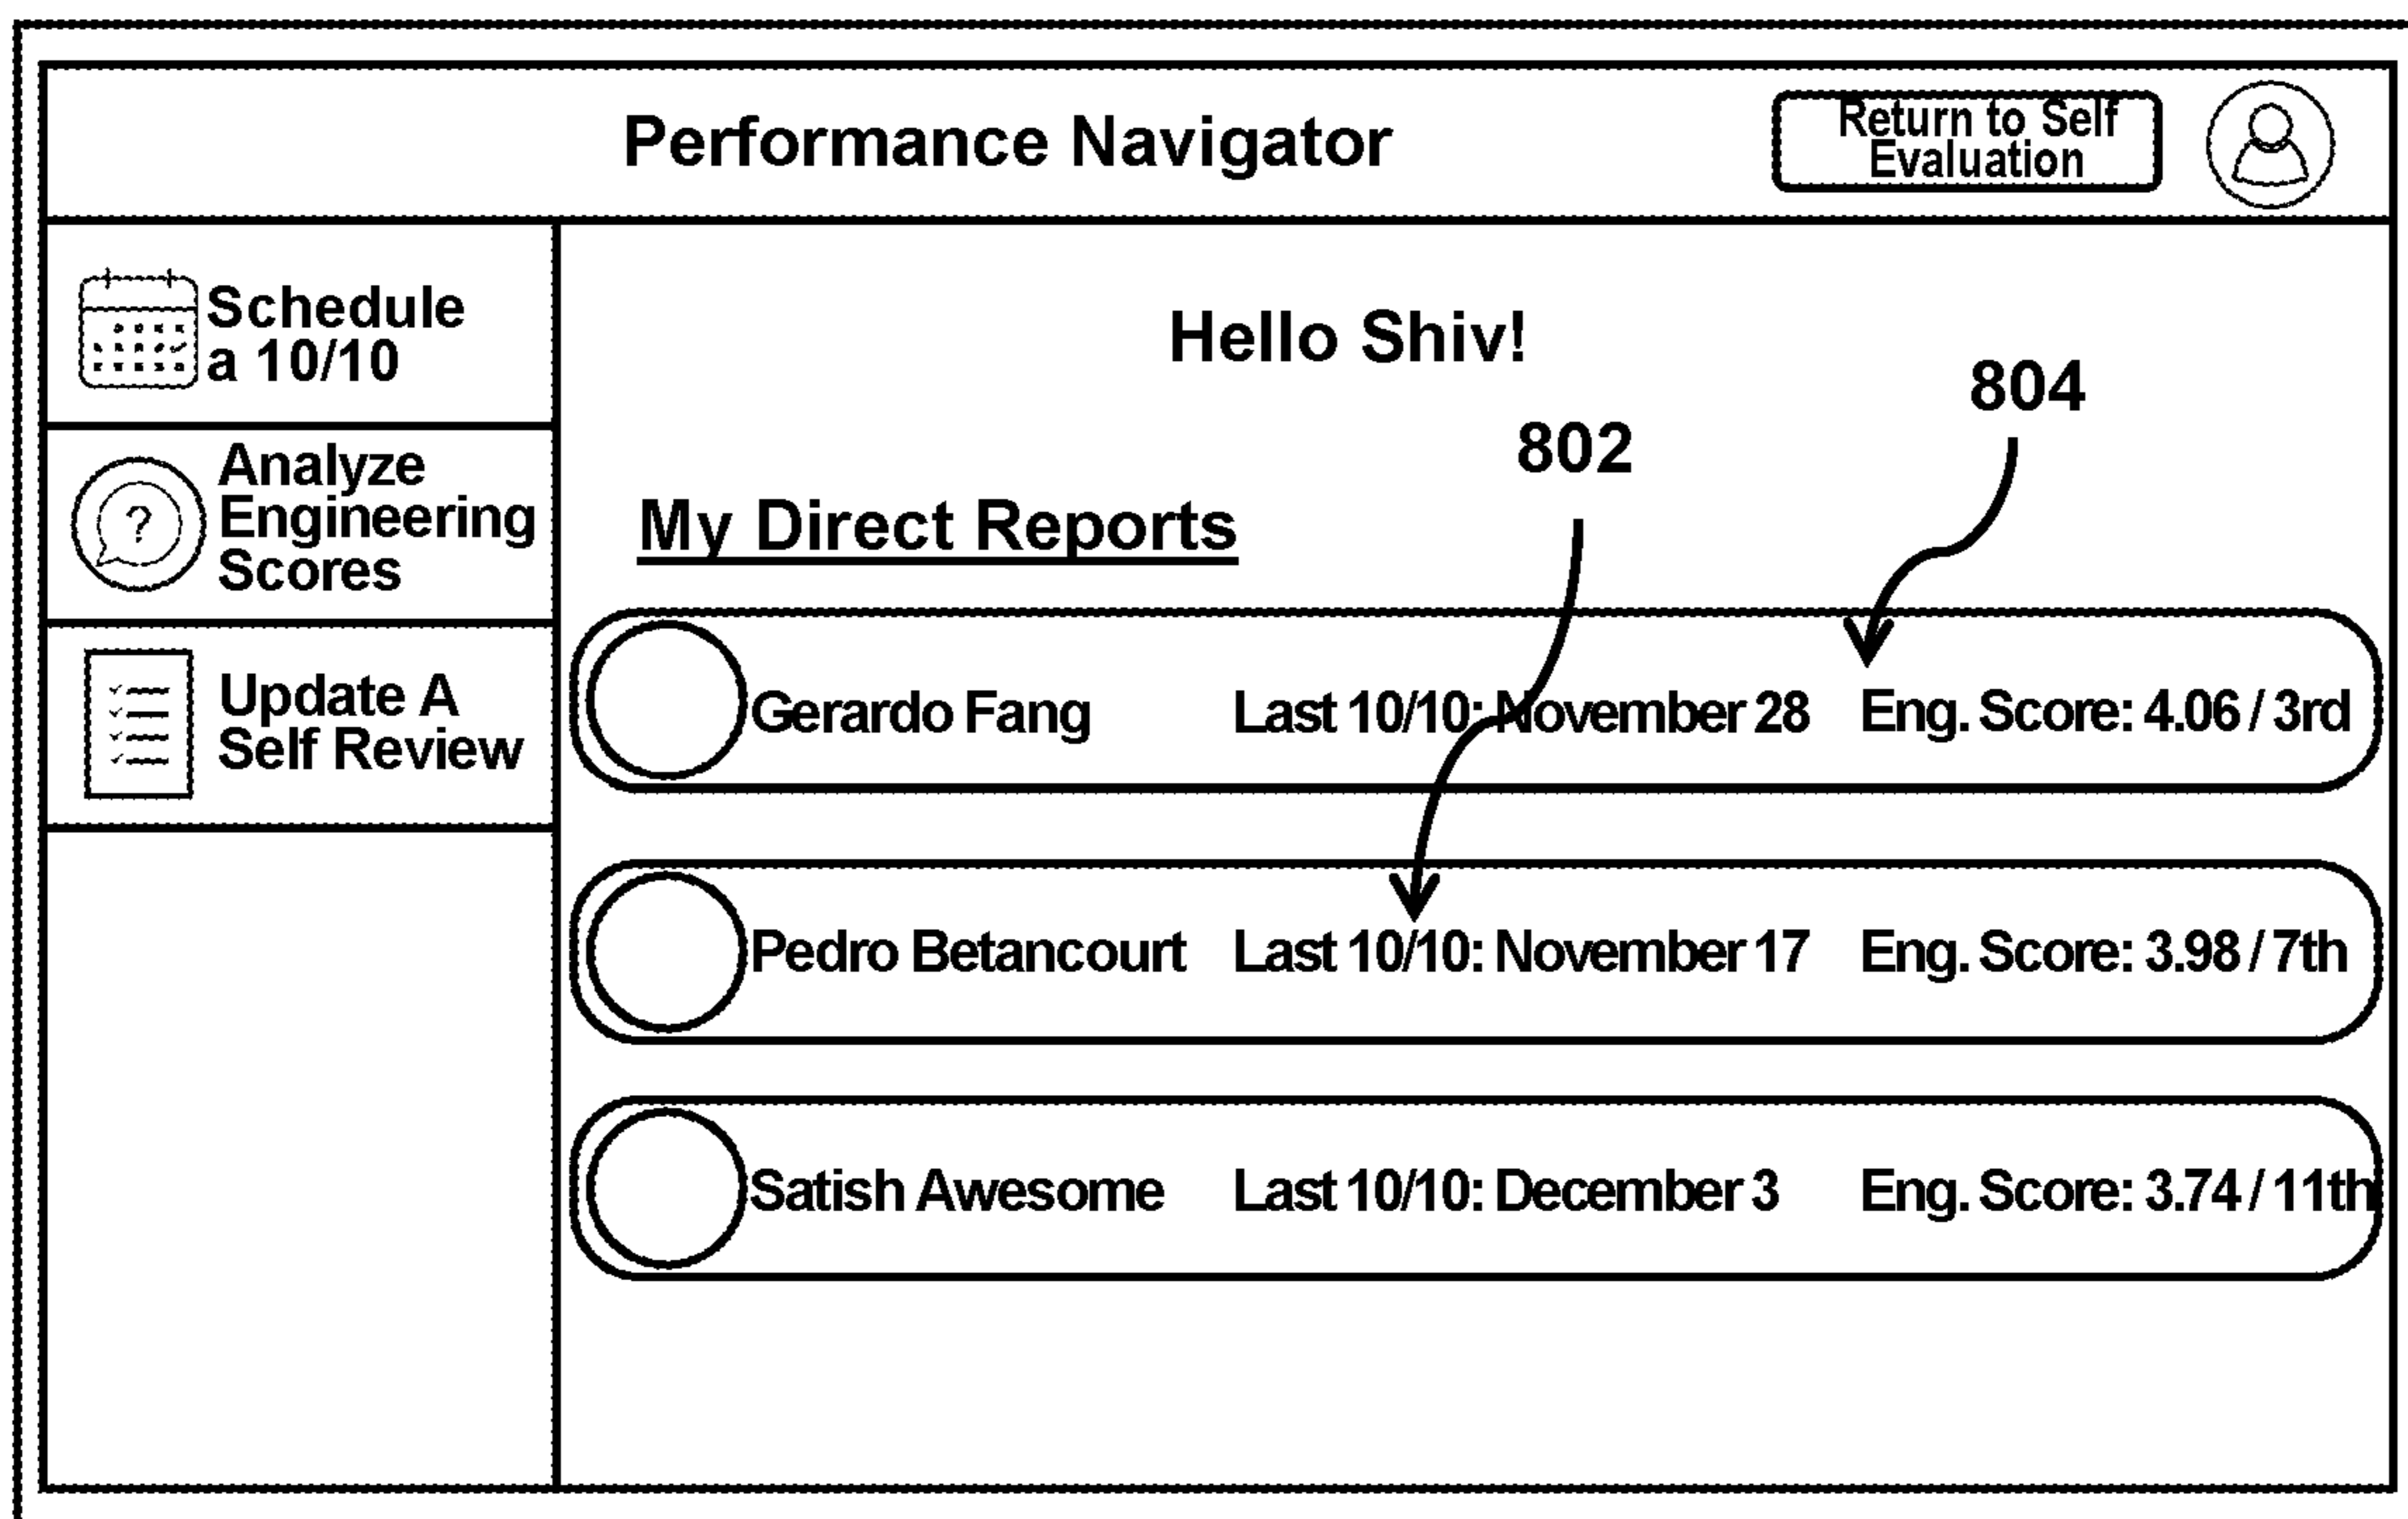 Performance Navigator
Return to Self
Evaluation
Schedule
a 10/10
Analyze
Engineering
Scores
?
Update A
Self Review
Hello Shiv!
804
802
My Direct Reports
Gerardo Fang Last 10/10: November 28 Eng. Score: 4.06 / 3rd
Pedro Betancourt Last 10/10: November 17 Eng. Score: 3.98 / 7th
Satish Awesome Last 10/10: December 3 Eng. Score: 3.74 / 11th